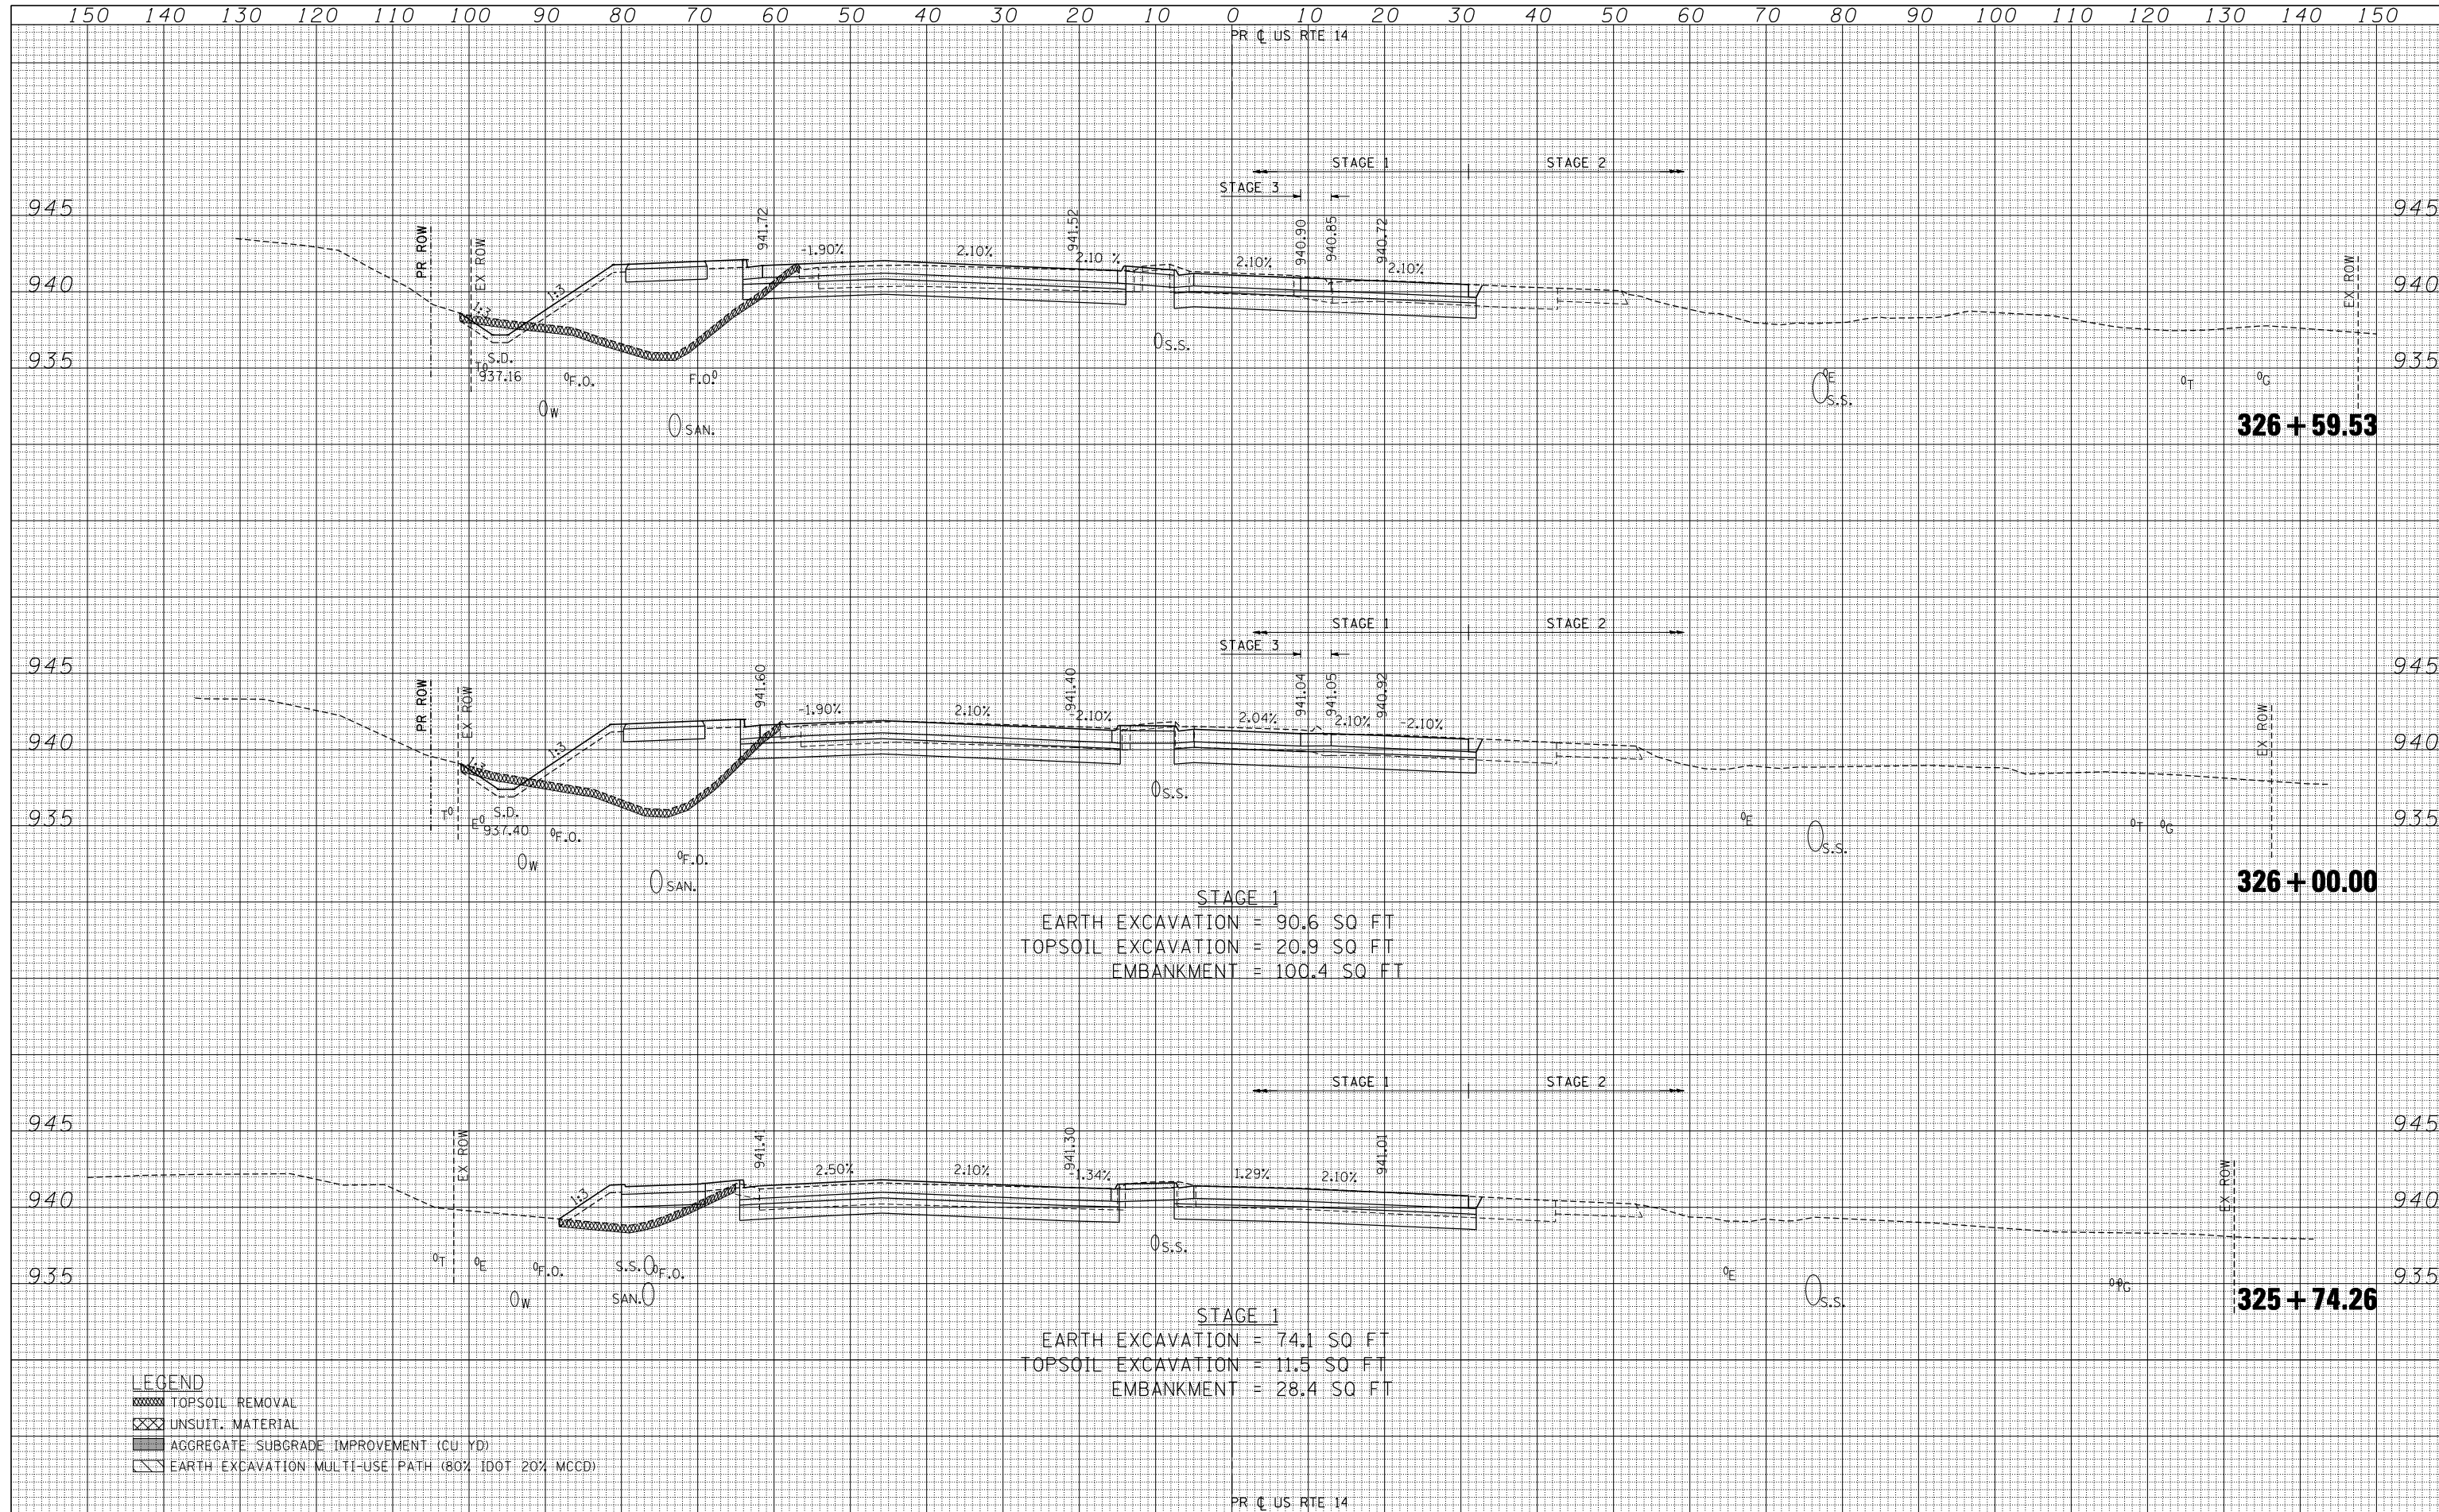 150 140 130 120 110 100 90 80 70 60 50 40 30 20 10 0 10 20 30 40 50 60 70 80 90 100 110 120 130 140 150
PR ℄ US RTE 14
STAGE 1 STAGE 2
STAGE 3
945 945
PR ROW
EX ROW
941.72
941.52
940.90
940.85
940.72
EX ROW
-1.90% 2.10% 2.10 % 2.10% 2.10%
940 940
1:3
1:3
S.D.
937.16
T
F.O.
F.O.
W
SAN.
S.S.
E
S.S.
T
G
935 935
326 + 59.53
STAGE 1 STAGE 2
STAGE 3
945 945
PR ROW
EX ROW
941.60
941.40
941.04
941.05
940.92
EX ROW
-1.90% 2.10% -2.10% 2.04% 2.10% -2.10%
940 940
1:3
1:3
S.D.
937.40
T
E
F.O.
F.O.
W
SAN.
S.S.
E
S.S.
T
G
935 935
326 + 00.00
STAGE 1
EARTH EXCAVATION = 90.6 SQ FT
TOPSOIL EXCAVATION = 20.9 SQ FT
EMBANKMENT = 100.4 SQ FT
STAGE 1 STAGE 2
945 945
EX ROW
941.41
941.30
941.01
EX ROW
2.50% 2.10% -1.34% 1.29% 2.10%
940 940
1:3
T
E
F.O.
S.S.
F.O.
W
SAN.
S.S.
E
S.S.
G
935 935
325 + 74.26
STAGE 1
EARTH EXCAVATION = 74.1 SQ FT
TOPSOIL EXCAVATION = 11.5 SQ FT
EMBANKMENT = 28.4 SQ FT
LEGEND
TOPSOIL REMOVAL
UNSUIT. MATERIAL
AGGREGATE SUBGRADE IMPROVEMENT (CU YD)
EARTH EXCAVATION MULTI-USE PATH (80% IDOT 20% MCCD)
PR ℄ US RTE 14